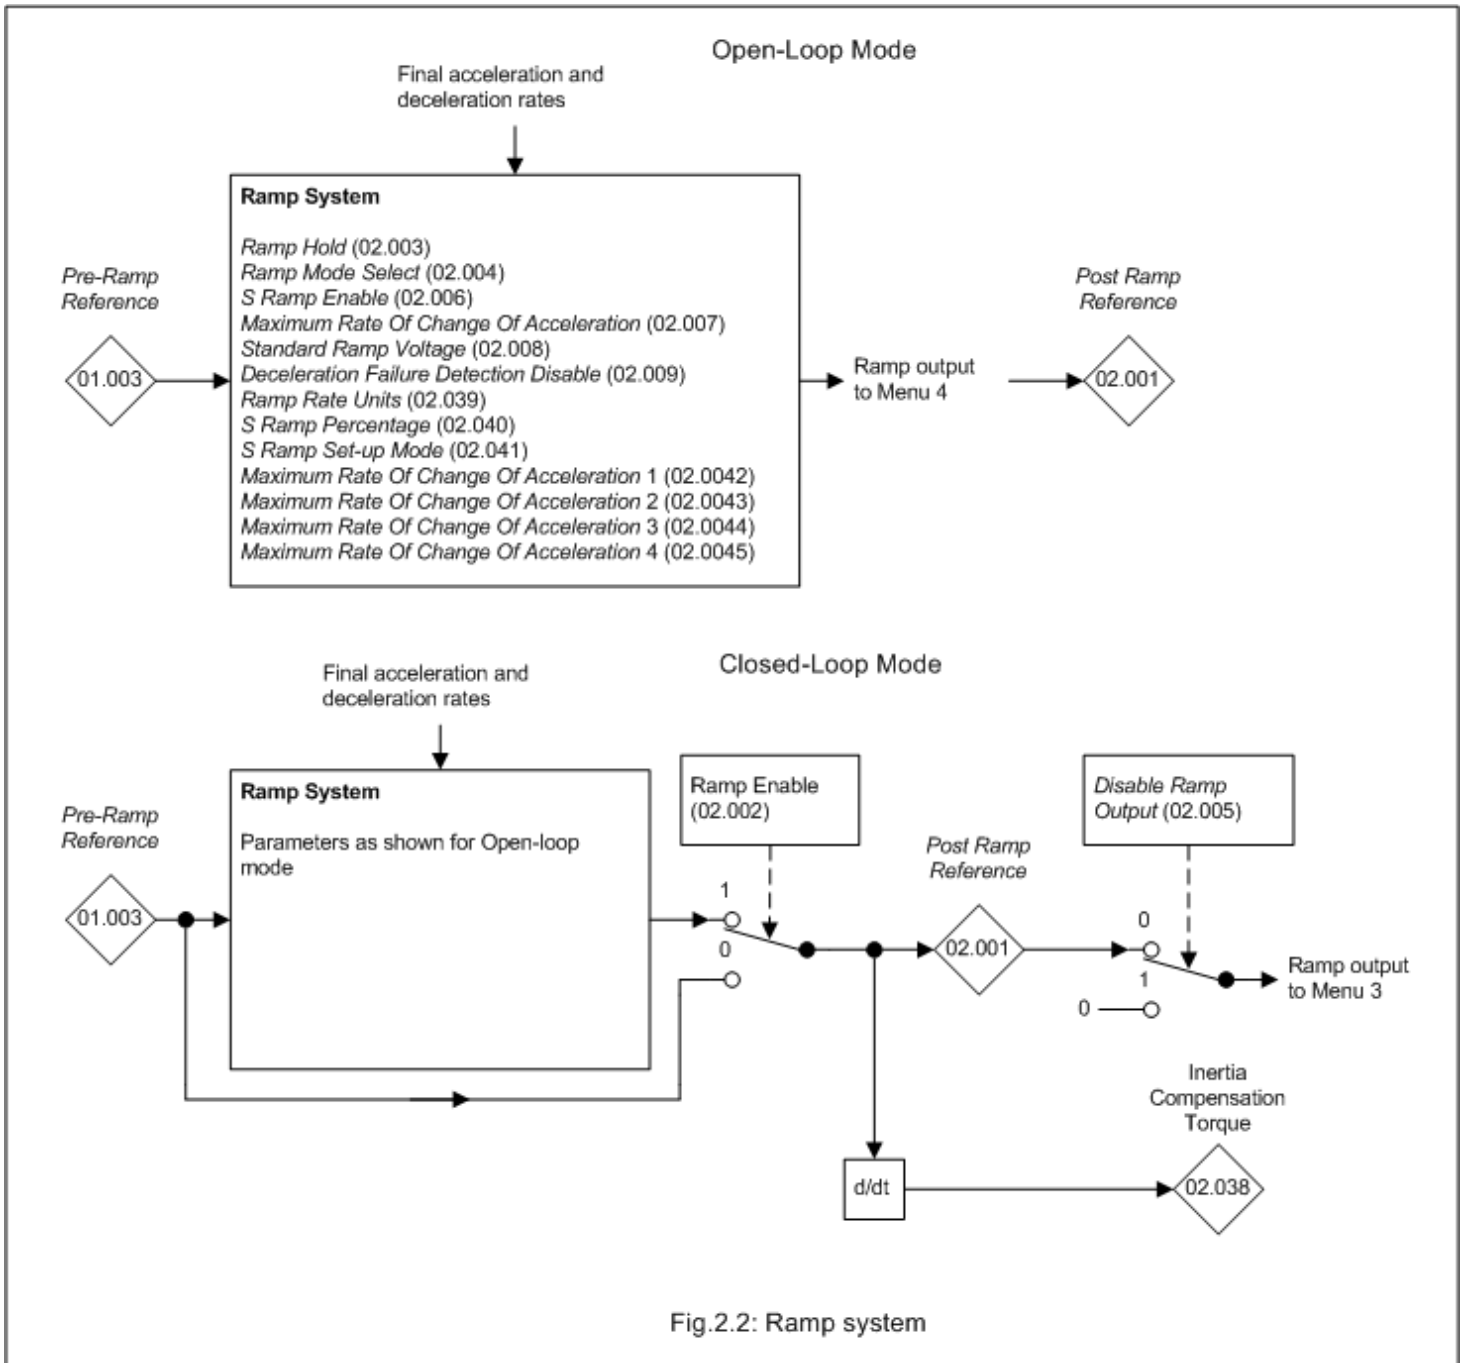 Open-Loop Mode
Final acceleration and
deceleration rates
Ramp System
Ramp Hold (02.003)
Ramp Mode Select (02.004)
S Ramp Enable (02.006)
Maximum Rate Of Change Of Acceleration (02.007)
Standard Ramp Voltage (02.008)
Deceleration Failure Detection Disable (02.009)
Ramp Rate Units (02.039)
S Ramp Percentage (02.040)
S Ramp Set-up Mode (02.041)
Maximum Rate Of Change Of Acceleration 1 (02.0042)
Maximum Rate Of Change Of Acceleration 2 (02.0043)
Maximum Rate Of Change Of Acceleration 3 (02.0044)
Maximum Rate Of Change Of Acceleration 4 (02.0045)
Pre-Ramp
Reference
01.003
Ramp output
to Menu 4
Post Ramp
Reference
02.001
Closed-Loop Mode
Final acceleration and
deceleration rates
Pre-Ramp
Reference
01.003
Ramp System
Parameters as shown for Open-loop
mode
Ramp Enable
(02.002)
1
0
Post Ramp
Reference
02.001
Disable Ramp
Output (02.005)
0
1
0
Ramp output
to Menu 3
d/dt
Inertia
Compensation
Torque
02.038
Fig.2.2: Ramp system